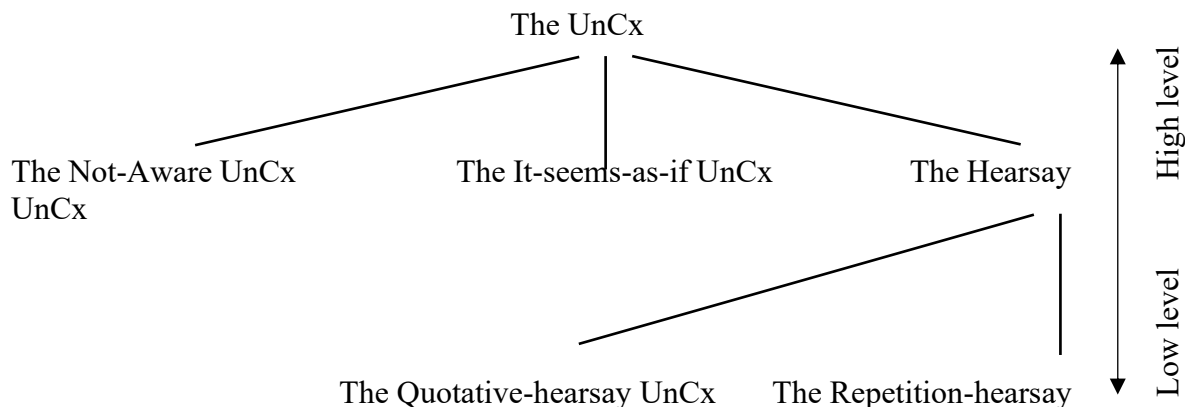 The UnCx
The Not-Aware UnCx
The It-seems-as-if UnCx
The Hearsay
UnCx
The Quotative-hearsay UnCx
The Repetition-hearsay
High level
Low level